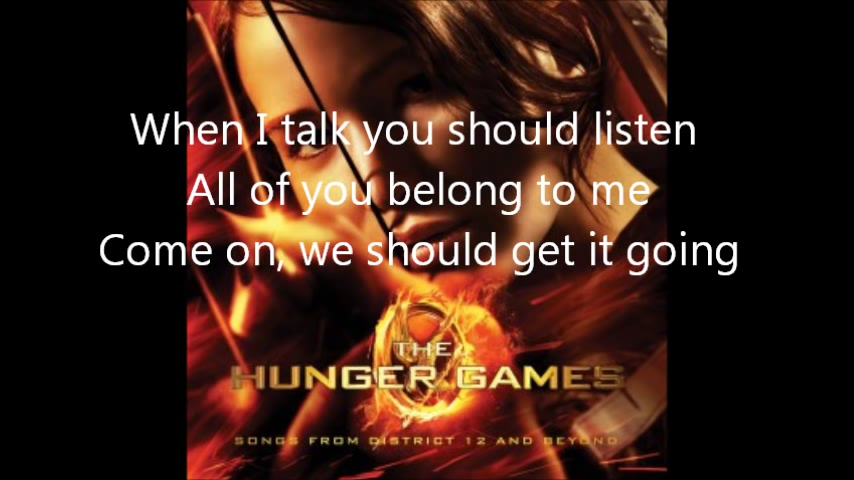 When I talk you should listen
All of you belong to me
Come on, we should get it going
THE
HUNGER GAMES
SONGS FROM DISTRICT 12 AND BEYOND